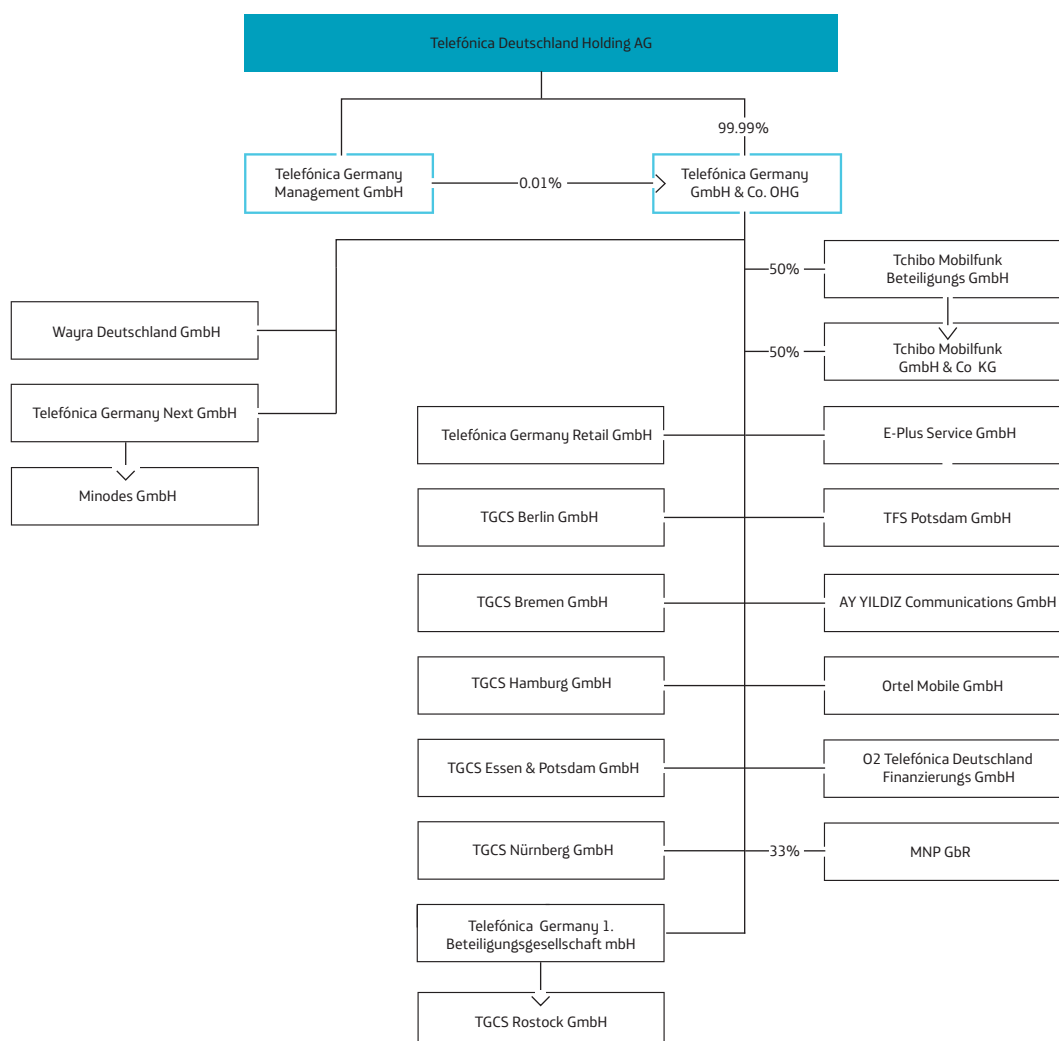 Telefónica Deutschland Holding AG
99.99%
Telefónica Germany
Management GmbH
0.01%
Telefónica Germany
GmbH & Co. OHG
50%
Tchibo Mobilfunk
Beteiligungs GmbH
Wayra Deutschland GmbH
50%
Tchibo Mobilfunk
GmbH & Co KG
Telefónica Germany Next GmbH
Telefónica Germany Retail GmbH
E-Plus Service GmbH
Minodes GmbH
TGCS Berlin GmbH
TFS Potsdam GmbH
TGCS Bremen GmbH
AY YILDIZ Communications GmbH
TGCS Hamburg GmbH
Ortel Mobile GmbH
TGCS Essen & Potsdam GmbH
O2 Telefónica Deutschland
Finanzierungs GmbH
TGCS Nürnberg GmbH
33%
MNP GbR
Telefónica Germany 1.
Beteiligungsgesellschaft mbH
TGCS Rostock GmbH